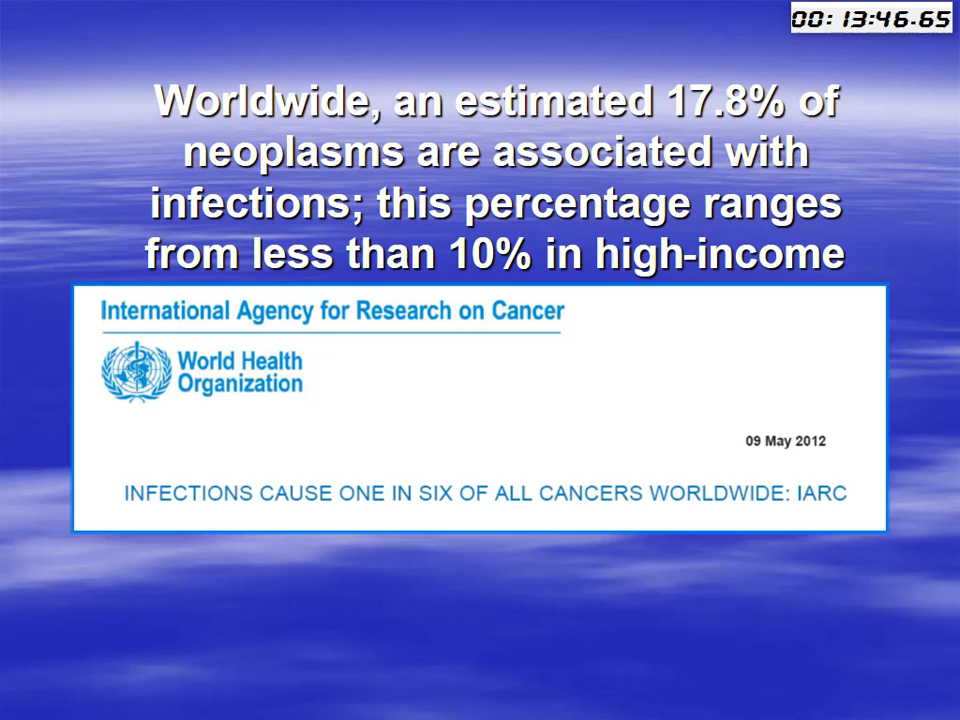 00:13:46.65
Worldwide, an estimated 17.8% of
neoplasms are associated with
infections; this percentage ranges
from less than 10% in high-income
International Agency for Research on Cancer
World Health
Organization
09 May 2012
INFECTIONS CAUSE ONE IN SIX OF ALL CANCERS WORLDWIDE: IARC